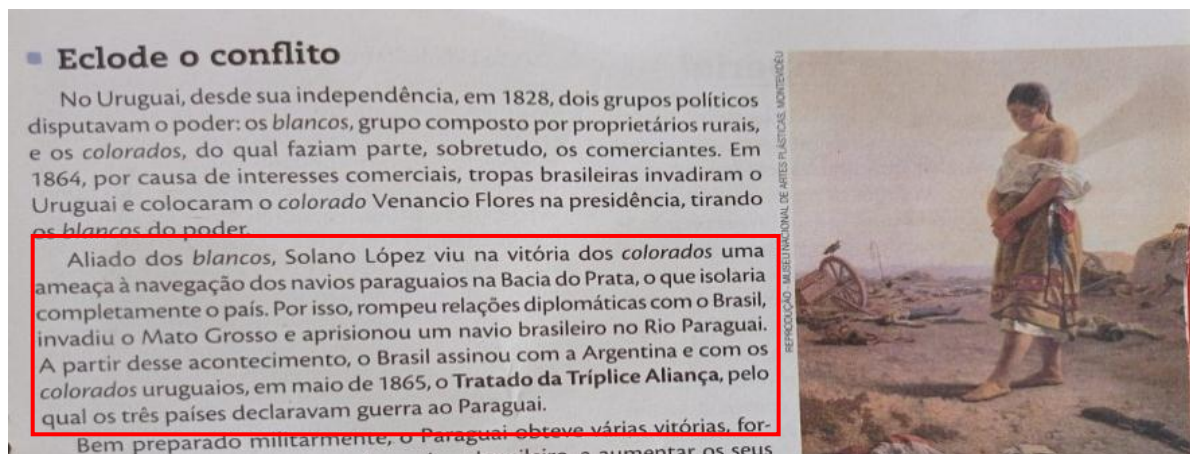 Eclode o conflito
No Uruguai, desde sua independência, em 1828, dois grupos políticos
disputavam o poder: os blancos, grupo composto por proprietários rurais,
e os colorados, do qual faziam parte, sobretudo, os comerciantes. Em
1864, por causa de interesses comerciais, tropas brasileiras invadiram o
Uruguai e colocaram o colorado Venancio Flores na presidência, tirando
os blancos do poder.
Aliado dos blancos, Solano López viu na vitória dos colorados uma
ameaça à navegação dos navios paraguaios na Bacia do Prata, o que isolaria
completamente o país. Por isso, rompeu relações diplomáticas com o Brasil,
invadiu o Mato Grosso e aprisionou um navio brasileiro no Rio Paraguai.
A partir desse acontecimento, o Brasil assinou com a Argentina e com os
colorados uruguaios, em maio de 1865, o Tratado da Tríplice Aliança, pelo
qual os três países declaravam guerra ao Paraguai.
Bem preparado militarmente, o Paraguai obteve várias vitórias, for-
aumentar os seus
REPRODUÇÃO - MUSEU NACIONAL DE ARTES PLÁSTICAS, MONTEVIDÉU